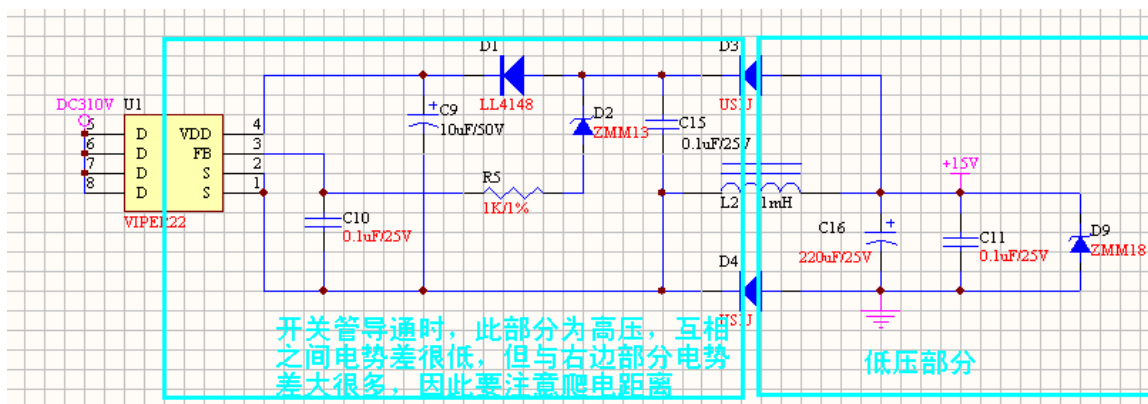 D1
D3
DC310V
U1
LL4148
US1J
5
6
7
8
D
D
D
D
VDD
FB
S
S
4
3
2
1
VIPER22
C9
10uF/50V
D2
ZMM13
C15
0.1uF/25V
R5
1K/1%
C10
0.1uF/25V
L2
1mH
+15V
C16
220uF/25V
C11
0.1uF/25V
D9
ZMM18
D4
US1J
开关管导通时，此部分为高压，互相
之间电势差很低，但与右边部分电势
差大很多，因此要注意爬电距离
低压部分